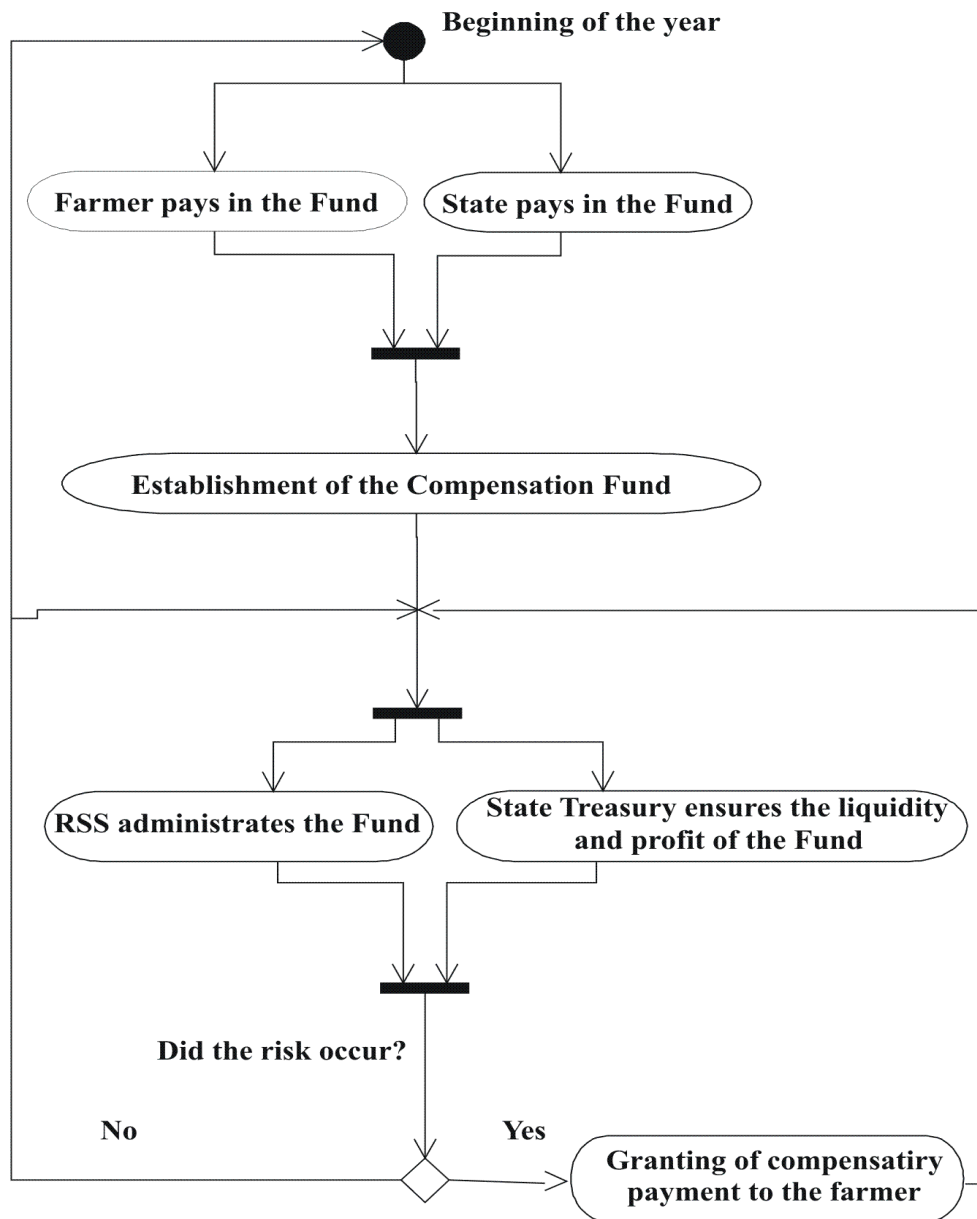 Beginning of the year
Farmer pays in the Fund
State pays in the Fund
Establishment of the Compensation Fund
RSS administrates the Fund
State Treasury ensures the liquidity
and profit of the Fund
Did the risk occur?
No
Yes
Granting of compensatiry
payment to the farmer